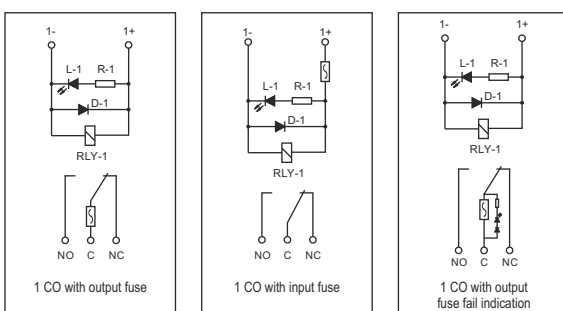 1- 1+
L-1 R-1
D-1
RLY-1
NO C NC
1 CO with output fuse
1- 1+
L-1 R-1
D-1
RLY-1
NO C NC
1 CO with input fuse
1- 1+
L-1 R-1
D-1
RLY-1
NO C NC
1 CO with output
fuse fail indication